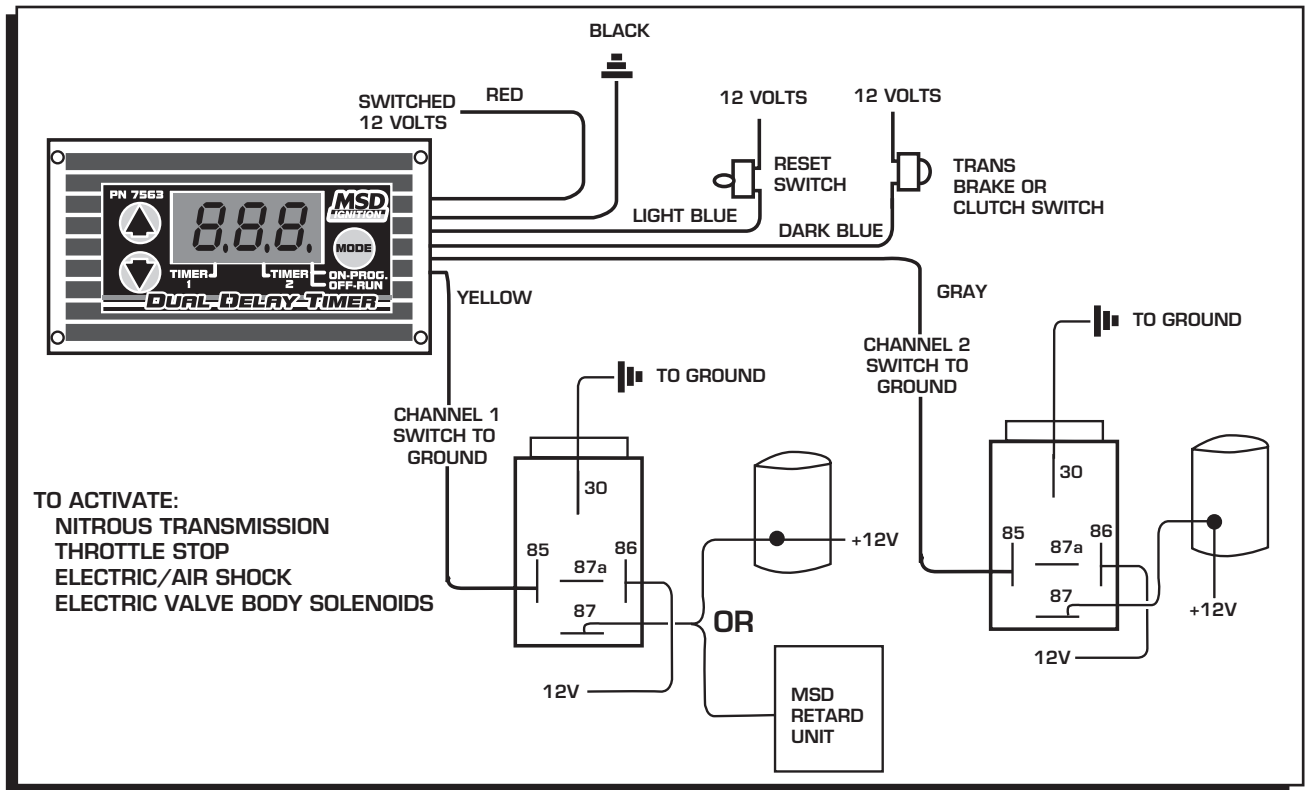 BLACK
SWITCHED
12 VOLTS
RED
12 VOLTS
12 VOLTS
RESET
SWITCH
TRANS
BRAKE OR
CLUTCH SWITCH
LIGHT BLUE
DARK BLUE
PN 7563
8.8.8.
MSD
IGNITION
MODE
TIMER
1
TIMER
2
ON-PROG.
OFF-RUN
DUAL DELAY TIMER
YELLOW
GRAY
TO GROUND
CHANNEL 2
SWITCH TO
GROUND
TO GROUND
CHANNEL 1
SWITCH TO
GROUND
TO ACTIVATE:
NITROUS TRANSMISSION
THROTTLE STOP
ELECTRIC/AIR SHOCK
ELECTRIC VALVE BODY SOLENOIDS
30
85
86
87a
87
12V
+12V
OR
MSD
RETARD
UNIT
30
85
86
87a
87
12V
+12V